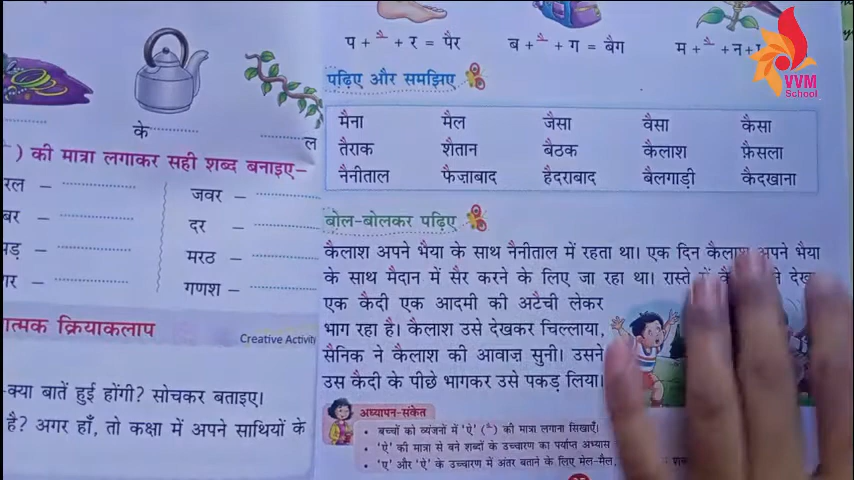 के
ल
) की मात्रा लगाकर सही शब्द बनाइए–
रल –
बर –
गर –
जवर –
दर –
मरठ –
गणश –
त्मक क्रियाकलाप
Creative Activi
-क्या बातें हुई होंगी? सोचकर बताइए।
है? अगर हाँ, तो कक्षा में अपने साथियों के
प + ै + र = पैर
ब + ै + ग = बैग
म + ै + न +
VVM
School
पढ़िए और समझिए
मैना मैल जैसा वैसा कैसा
तैराक शैतान बैठक कैलाश फ़ैसला
नैनीताल फैज़ाबाद हैदराबाद बैलगाड़ी कैदखाना
बोल-बोलकर पढ़िए
कैलाश अपने भैया के साथ नैनीताल में रहता था। एक दिन कैलाश अपने भैया
के साथ मैदान में सैर करने के लिए जा रहा था। रास्ते में
एक कैदी एक आदमी की अटैची लेकर
भाग रहा है। कैलाश उसे देखकर चिल्लाया,
सैनिक ने कैलाश की आवाज़ सुनी। उसने
उस कैदी के पीछे भागकर उसे पकड़ लिया।
अध्यापन-संकेत
• बच्चों को व्यंजनों में 'ऐ' ( ै ) की मात्रा लगाना सिखाएँ।
• 'ऐ' की मात्रा से बने शब्दों के उच्चारण का पर्याप्त अभ्यास
• 'ए' और 'ऐ' के उच्चारण में अंतर बताने के लिए मेल-मैल,